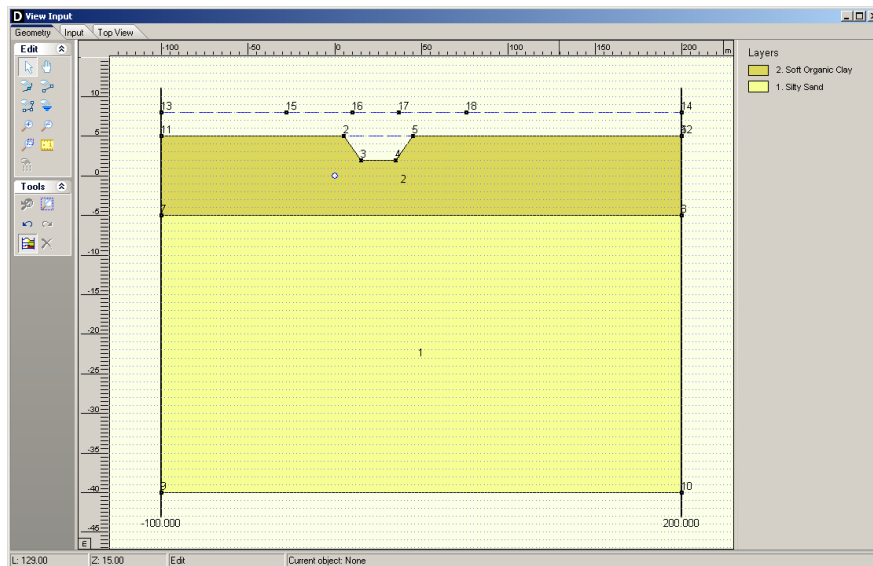 View Input
Geometry Input Top View
Edit
Tools
-100 -50 0 50 100 150 200 m
10
5
0
-5
-10
-15
-20
-25
-30
-35
-40
-45
m
13 15 16 17 18 14
11 2 5
3 4
2
7
1
9 10
-100.000 200.000
Layers
2. Soft Organic Clay
1. Silty Sand
L: 129.00 Z: 15.00 Edit Current object: None